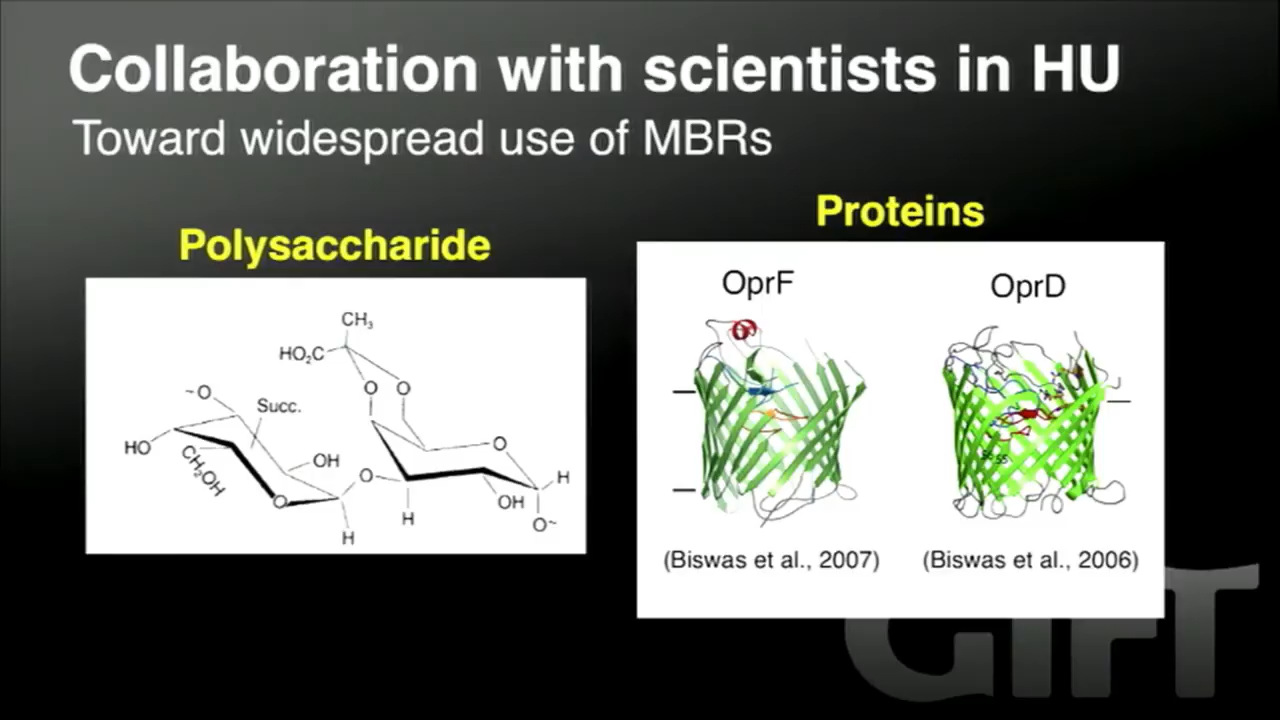 Collaboration with scientists in HU
Toward widespread use of MBRs
Polysaccharide
CH₃
HO₂C
O O
~O
Succ.
HO
CH₂OH
OH
O
O
O
H
OH
H
H
O~
Proteins
OprF OprD
(Biswas et al., 2007) (Biswas et al., 2006)
GIFT